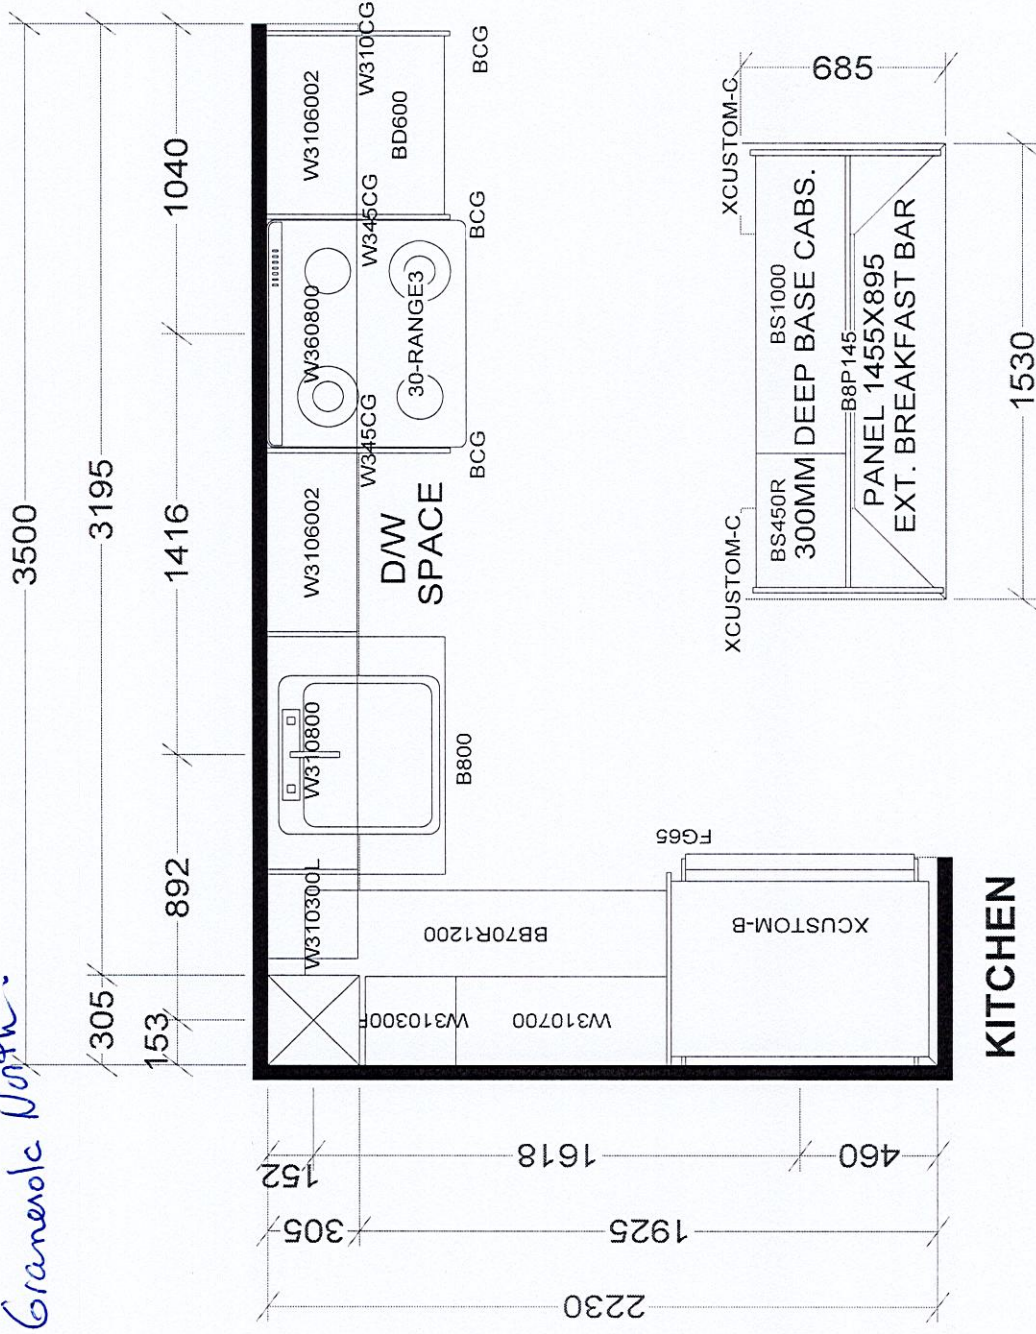 Granerolc North.
3500
3195
305
1040
1416
892
153
W3106002
W310CG
BD600
BCG
W345CG
BCG
W360800
30-RANGE3
W345CG
BCG
W3106002
D/W
SPACE
W310800
B800
W310300L
BB70R1200
W310300R
W310700
FG65
XCUSTOM-B
152
1618
460
305
1925
2230
XCUSTOM-C
685
XCUSTOM-C
BS450R
BS1000
300MM DEEP BASE CABS.
B8P145
PANEL 1455X895
EXT. BREAKFAST BAR
1530
KITCHEN